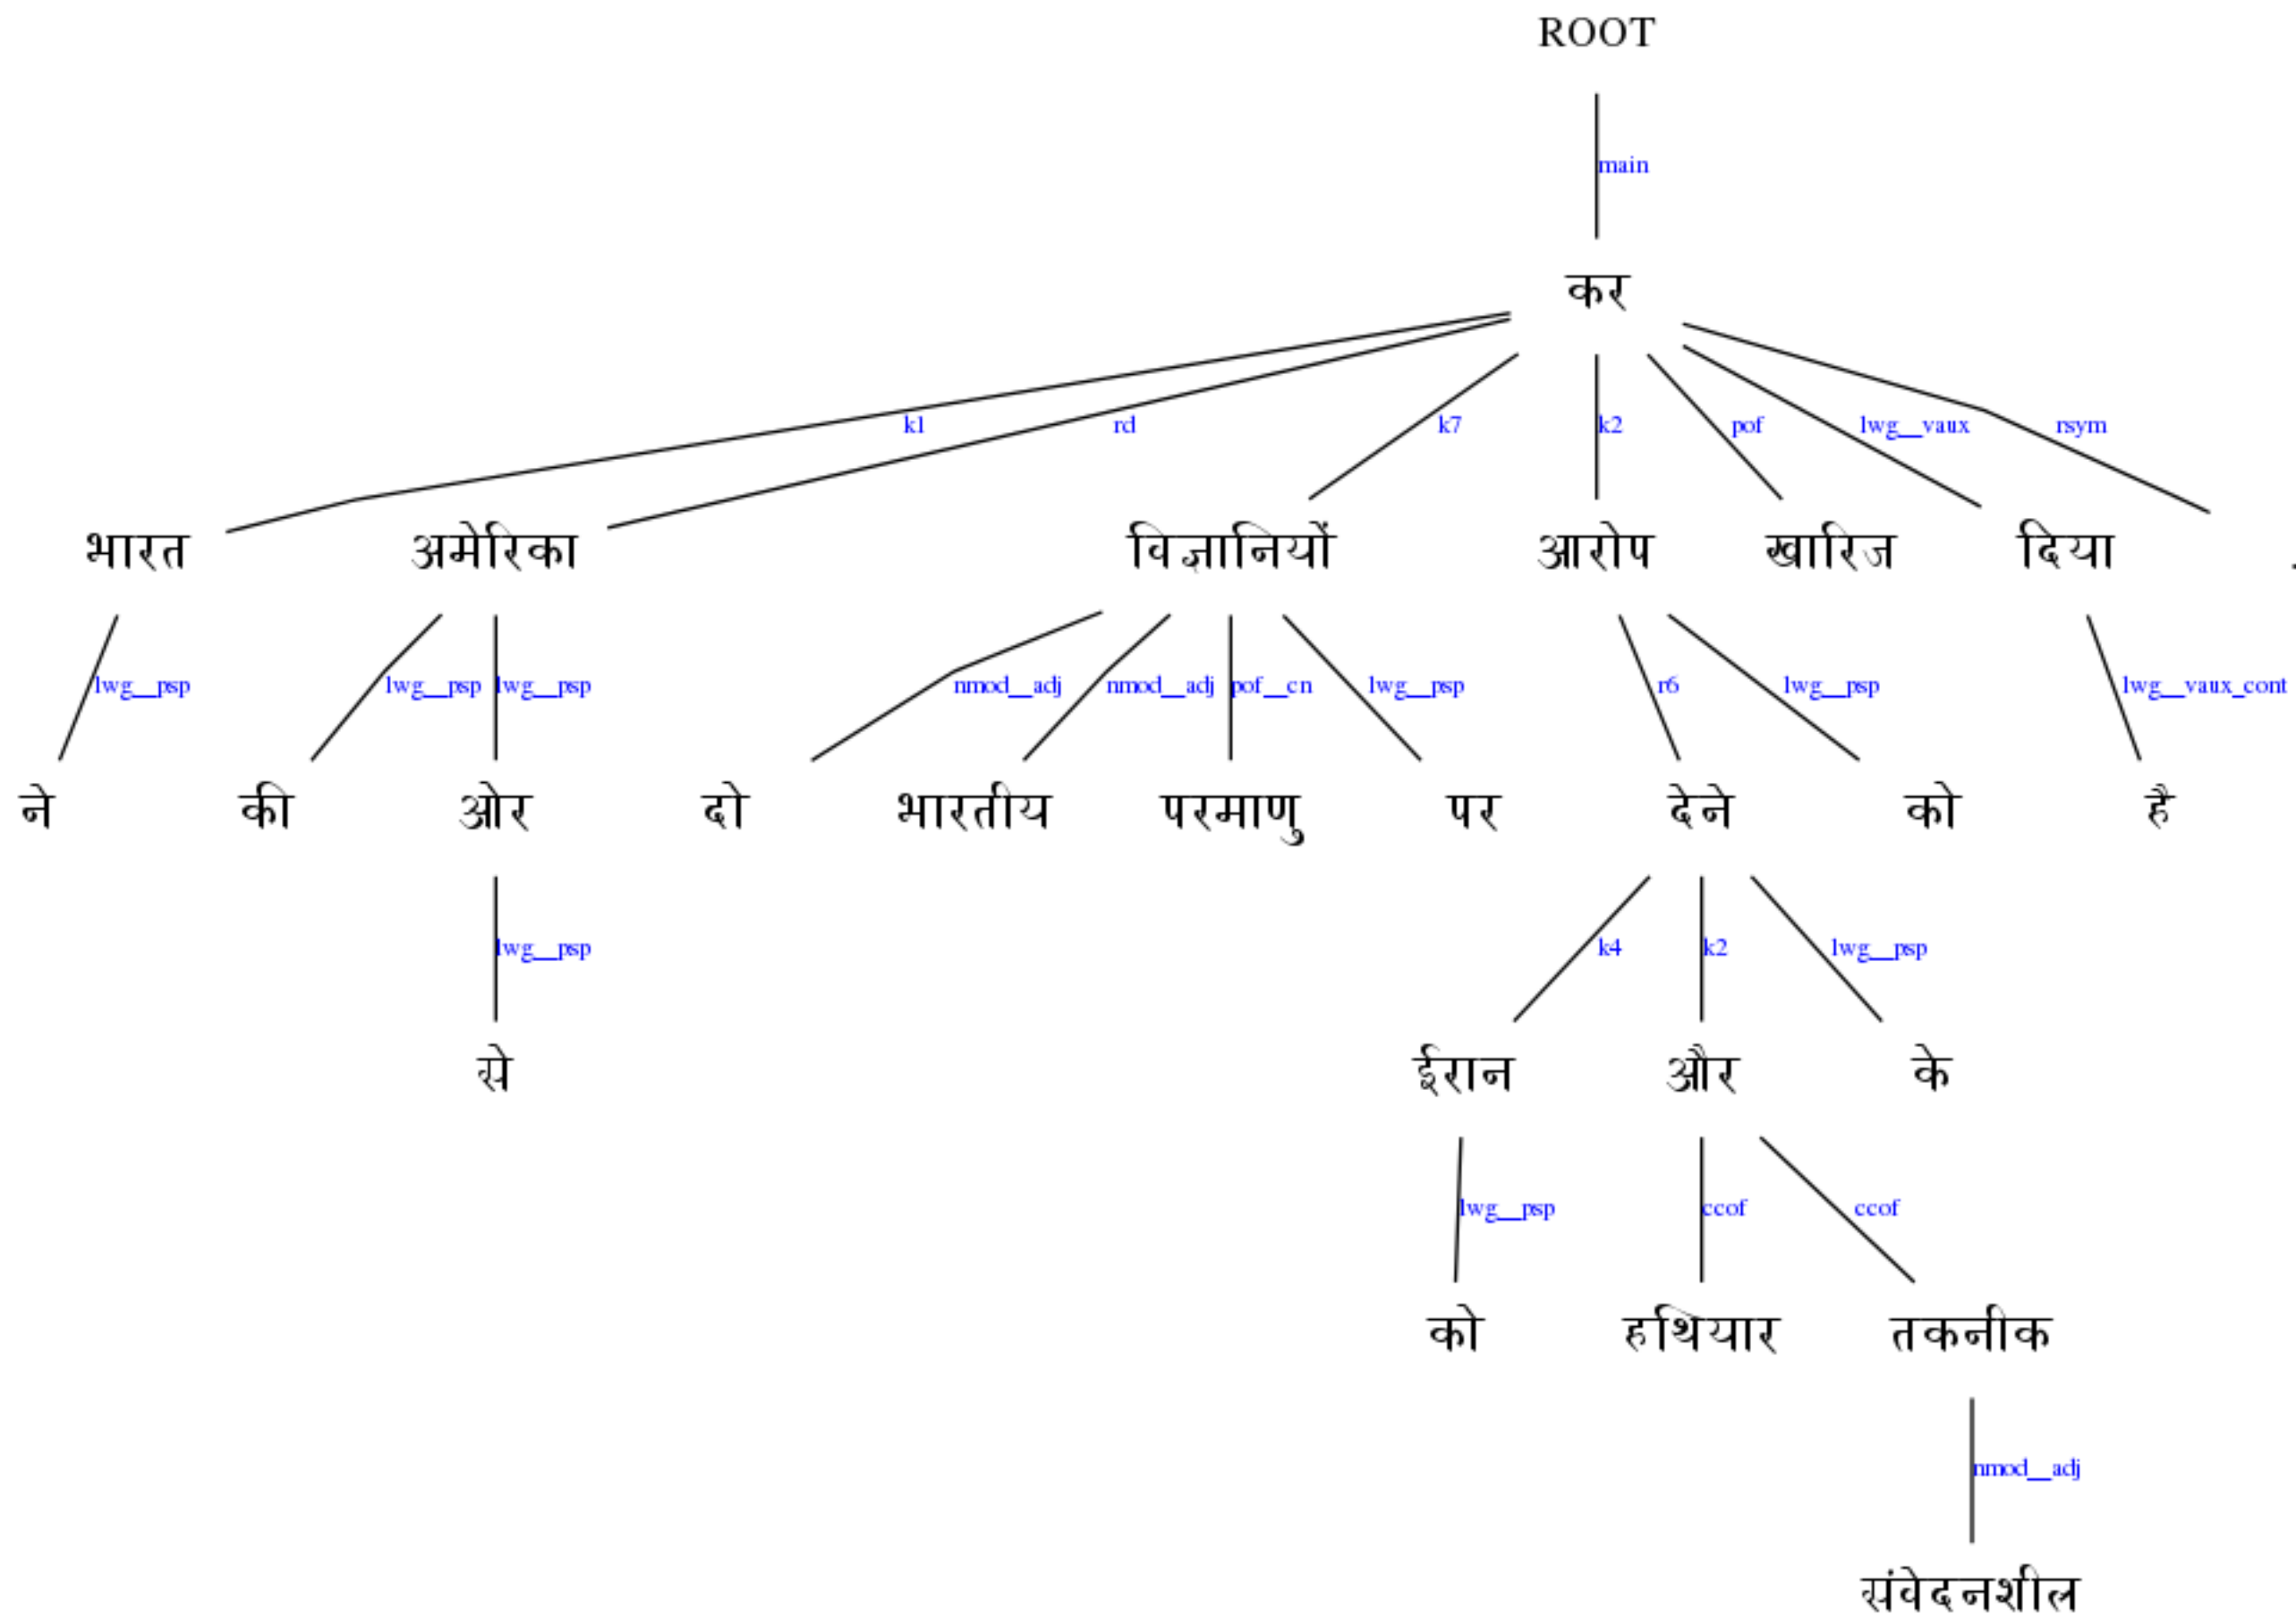 ROOT
main
कर
k1 rd k7 k2 pof lwg__vaux rsym
भारत अमेरिका विज्ञानियों आरोप खारिज दिया .
lwg__psp lwg__psp lwg__psp nmod__adj nmod__adj pof__cn lwg__psp r6 lwg__psp lwg__vaux_cont
ने की ओर दो भारतीय परमाणु पर देने को है
lwg__psp k4 k2 lwg__psp
से ईरान और के
lwg__psp ccof ccof
को हथियार तकनीक
nmod__adj
संवेदनशील